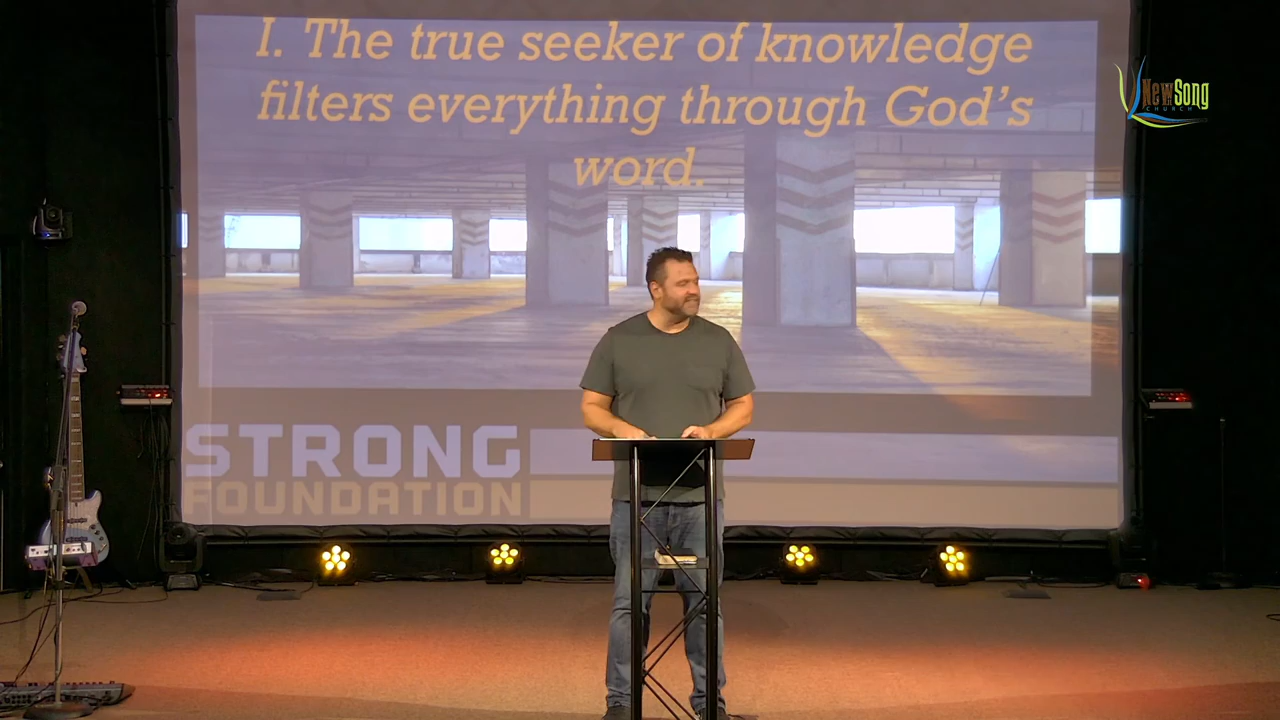 I. The true seeker of knowledge
filters everything through God's
word.
NewSong
CHURCH
STRONG
FOUNDATION